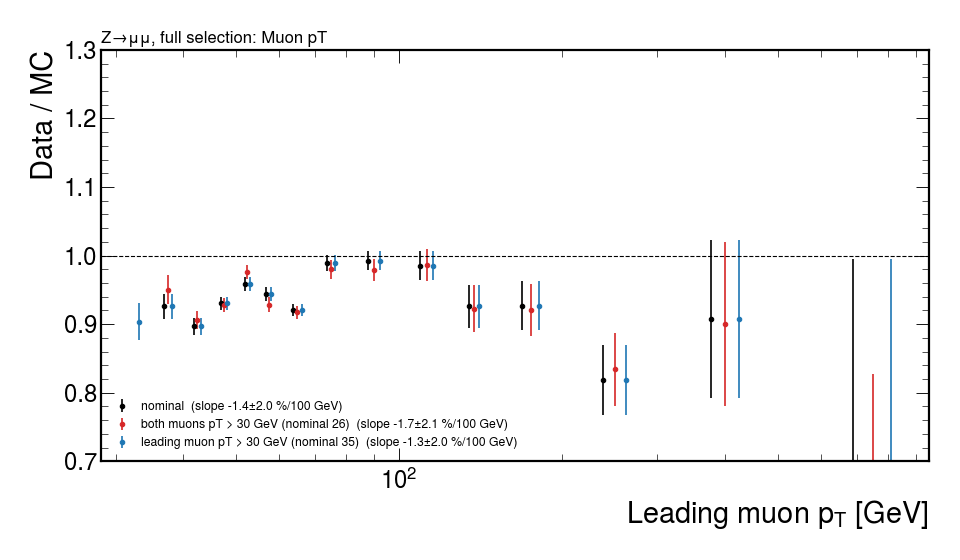 Z→μμ, full selection: Muon pT
Data / MC
1.3
1.2
1.1
1.0
0.9
0.8
0.7
nominal (slope -1.4±2.0 %/100 GeV)
both muons pT > 30 GeV (nominal 26) (slope -1.7±2.1 %/100 GeV)
leading muon pT > 30 GeV (nominal 35) (slope -1.3±2.0 %/100 GeV)
10²
Leading muon p_T [GeV]